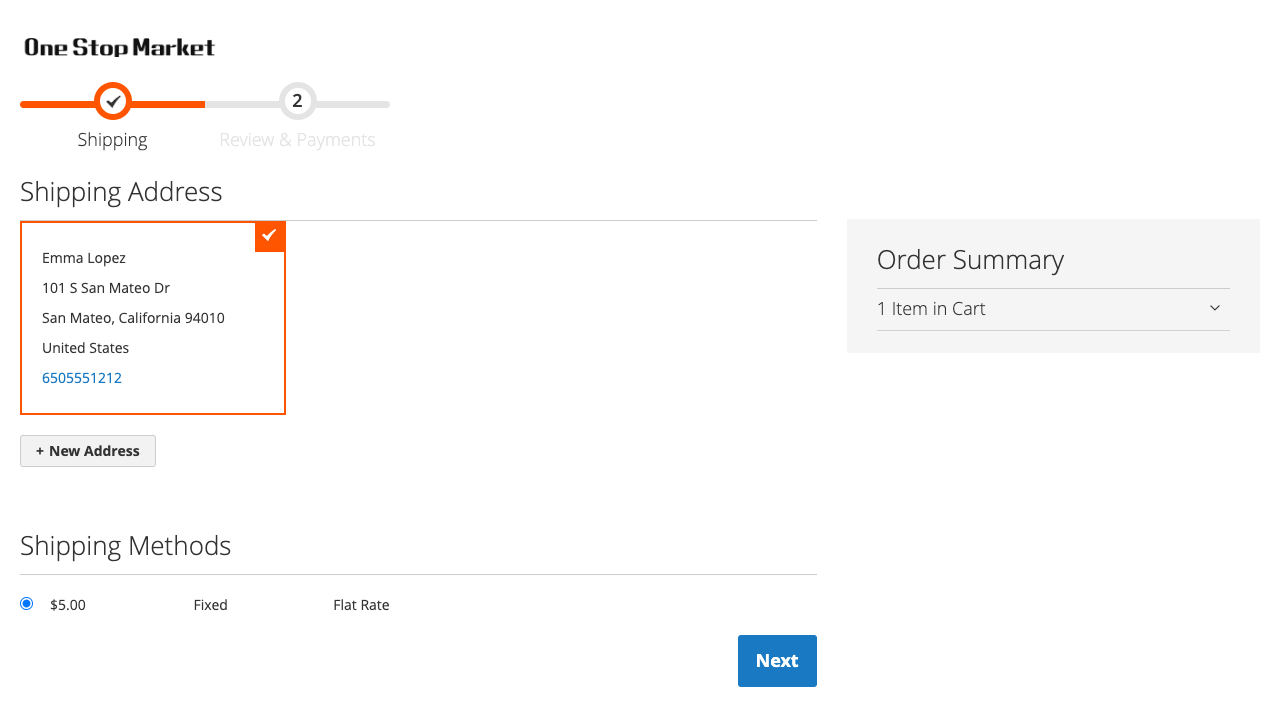 One Stop Market
2
Shipping
Review & Payments
Shipping Address
Emma Lopez
101 S San Mateo Dr
San Mateo, California 94010
United States
6505551212
+ New Address
Order Summary
1 Item in Cart
Shipping Methods
$5.00 Fixed Flat Rate
Next